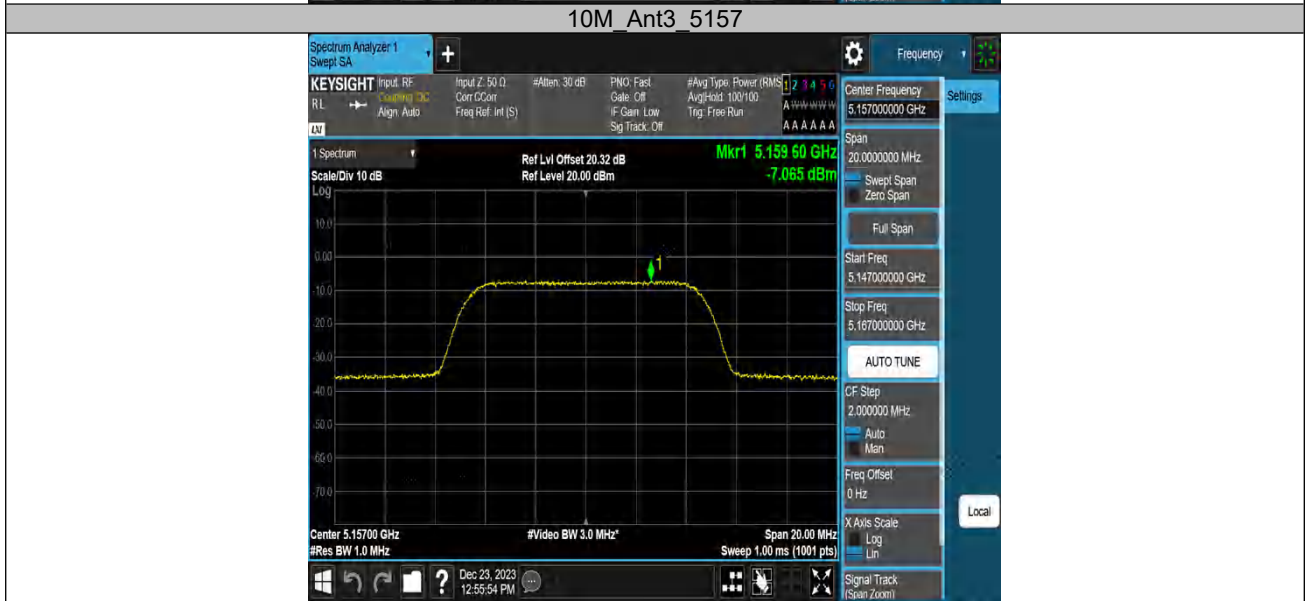 10M_Ant3_5157
Spectrum Analyzer 1
Swept SA
Frequency
KEYSIGHT
Input: RF
Coupling: DC
Align: Auto
RL
LXI
Input Z: 50 Ω
Corr CCorr
Freq Ref: Int (S)
#Atten: 30 dB
PNO: Fast
Gate: Off
IF Gain: Low
Sig Track: Off
#Avg Type: Power (RMS
Avg|Hold: 100/100
Trig: Free Run
1 2 3 4 5 6
A W W W W W
A A A A A A
1 Spectrum
Scale/Div 10 dB
Log
Ref Lvl Offset 20.32 dB
Ref Level 20.00 dBm
Mkr1 5.159 60 GHz
-7.065 dBm
10.0
0.00
-10.0
-20.0
-30.0
-40.0
-50.0
-60.0
-70.0
1
Center 5.15700 GHz
#Res BW 1.0 MHz
#Video BW 3.0 MHz*
Span 20.00 MHz
Sweep 1.00 ms (1001 pts)
Center Frequency
5.157000000 GHz
Settings
Span
20.0000000 MHz
Swept Span
Zero Span
Full Span
Start Freq
5.147000000 GHz
Stop Freq
5.167000000 GHz
AUTO TUNE
CF Step
2.000000 MHz
Auto
Man
Freq Offset
0 Hz
X Axis Scale
Log
Lin
Local
Signal Track
(Span Zoom)
?
Dec 23, 2023
12:55:54 PM